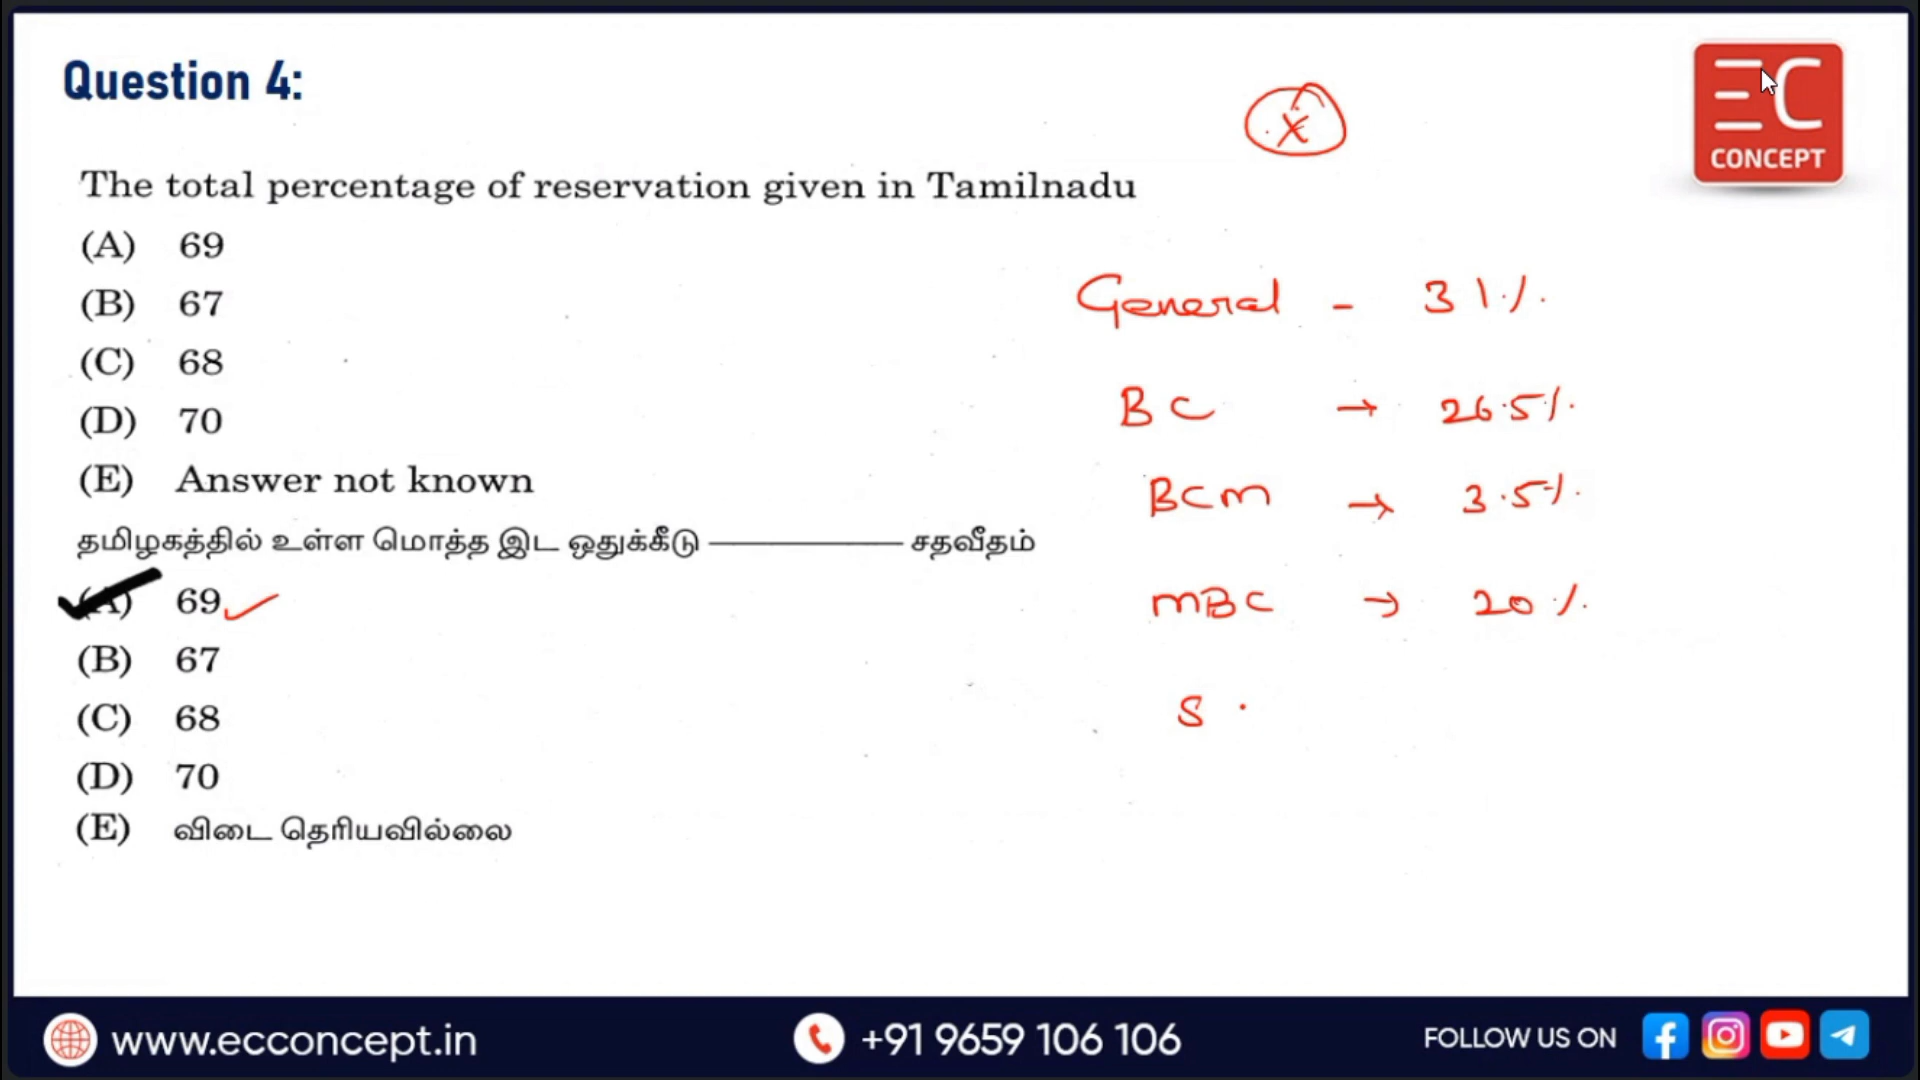 Question 4:
EC
CONCEPT
x
The total percentage of reservation given in Tamilnadu
(A) 69
(B) 67
(C) 68
(D) 70
(E) Answer not known
தமிழகத்தில் உள்ள மொத்த இட ஒதுக்கீடு ————— சதவீதம்
(A) 69
(B) 67
(C) 68
(D) 70
(E) விடை தெரியவில்லை
General - 31%
BC → 26.5%
BCM → 3.5%
MBC → 20%
S
www.ecconcept.in
+91 9659 106 106
FOLLOW US ON